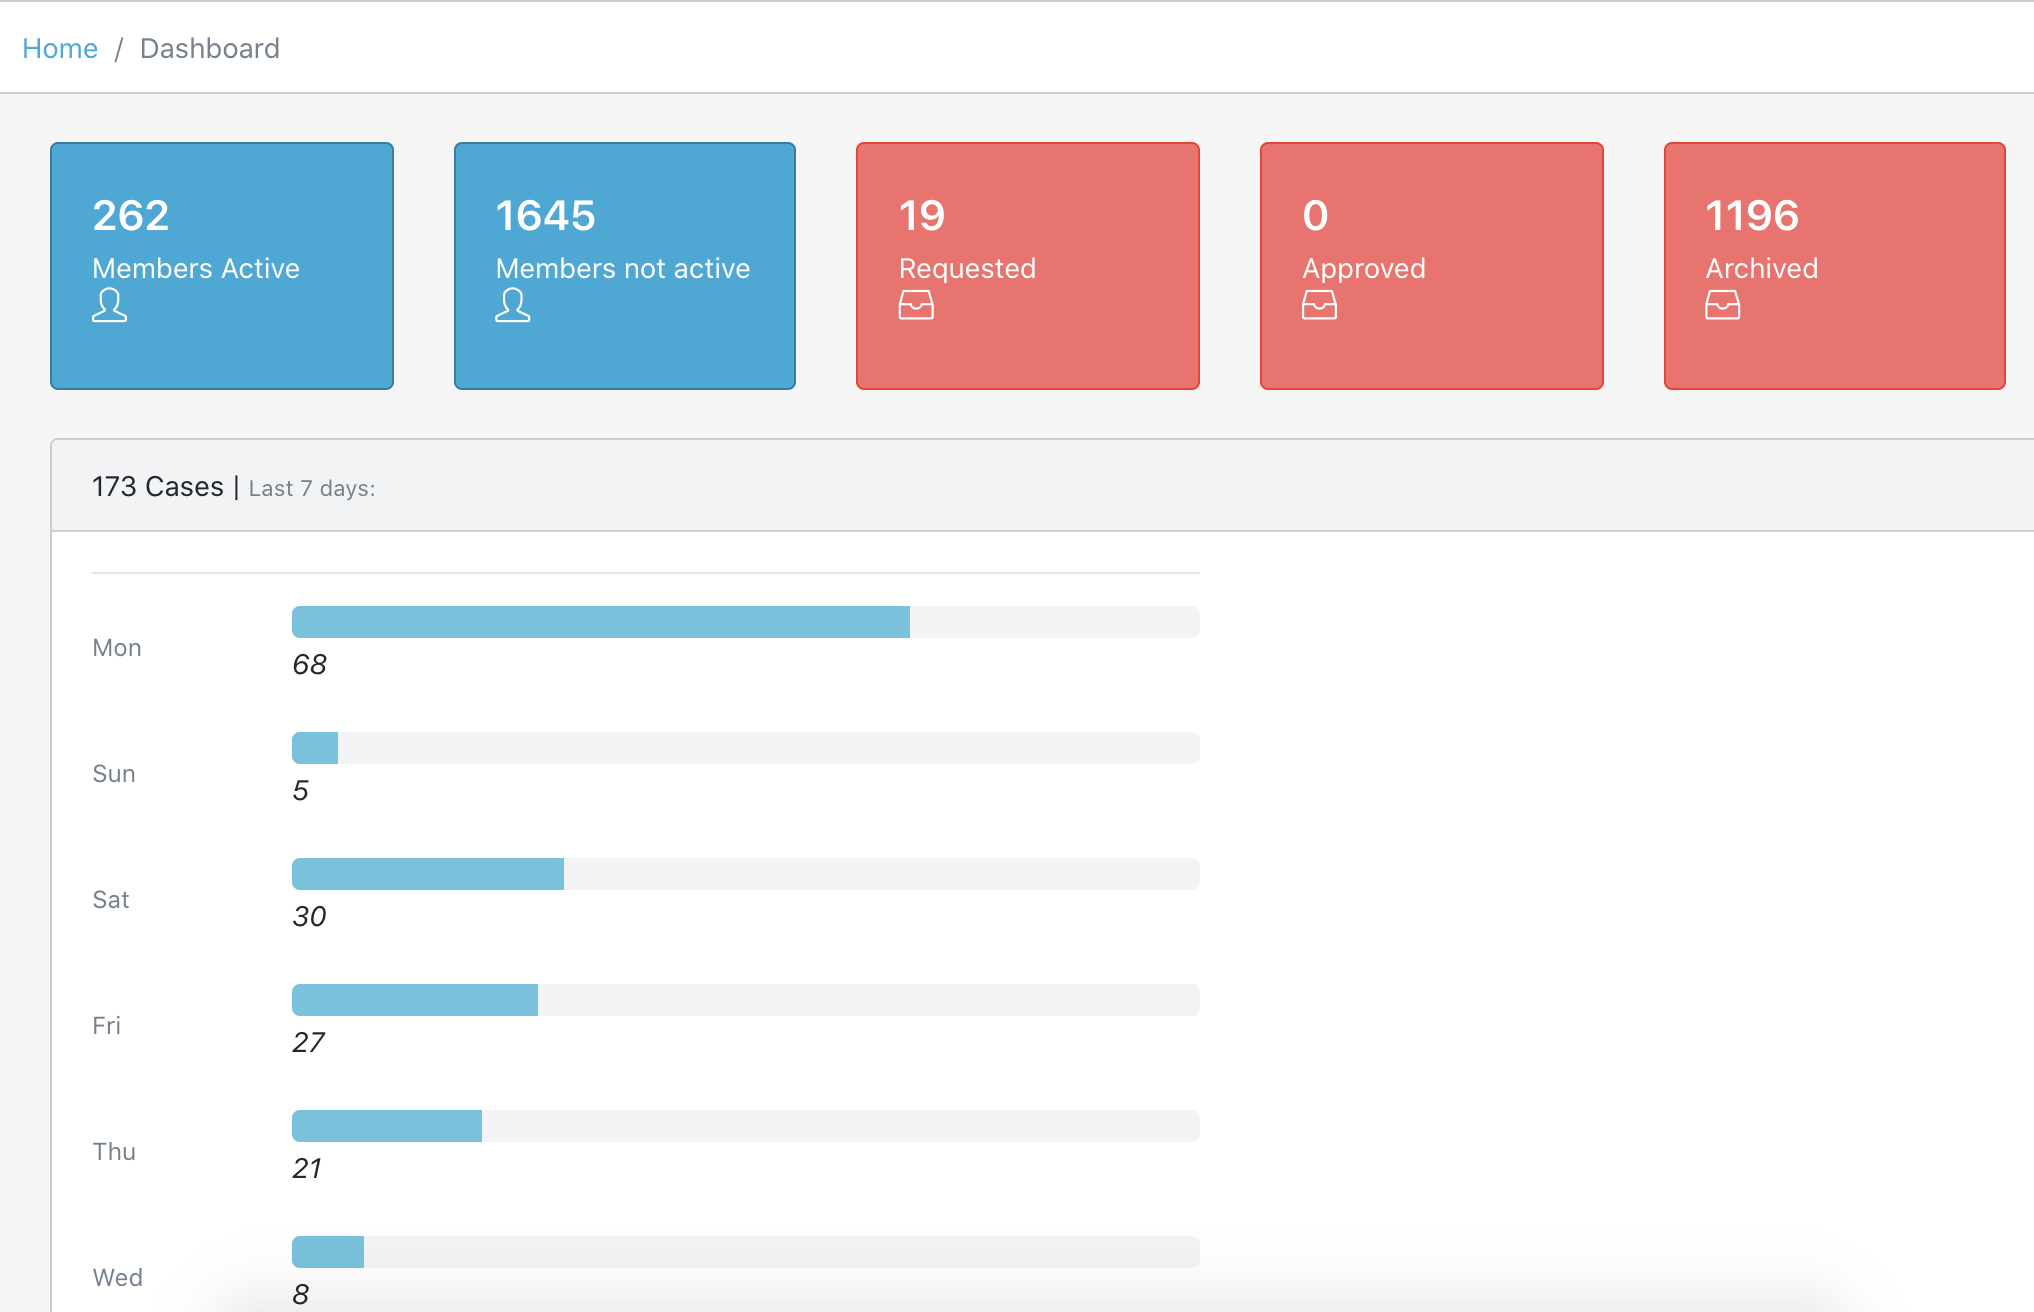 Home / Dashboard
262
Members Active
1645
Members not active
19
Requested
0
Approved
1196
Archived
173 Cases | Last 7 days:
Mon
68
Sun
5
Sat
30
Fri
27
Thu
21
Wed
8